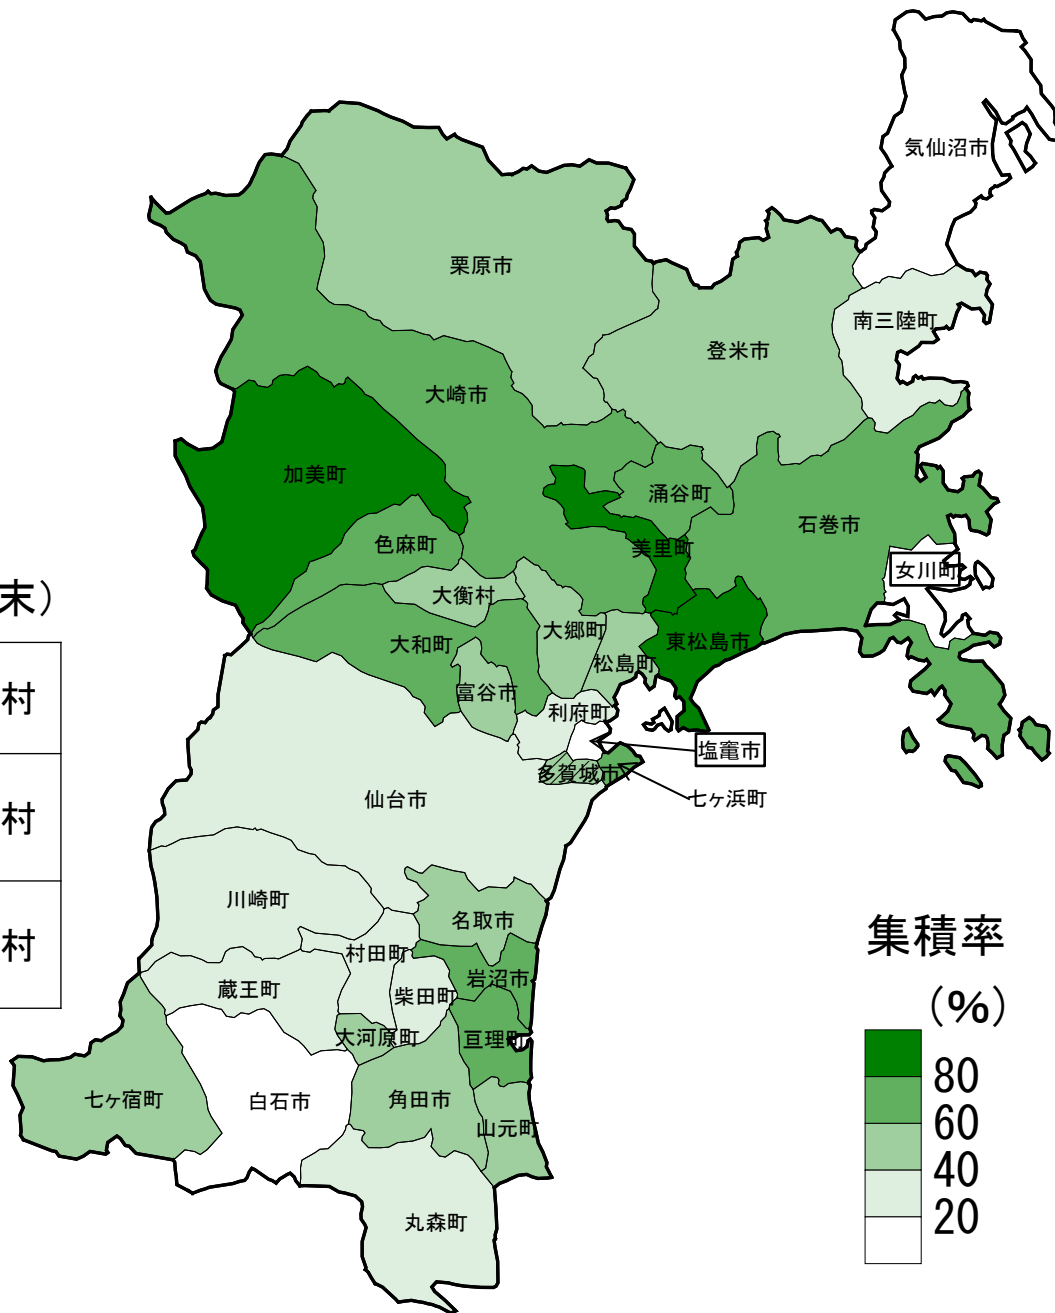 気仙沼市
栗原市
南三陸町
登米市
大崎市
加美町
涌谷町
石巻市
色麻町
美里町
女川町
大衡村
末）
大郷町
大和町
東松島市
松島町
富谷市
村
利府町
塩竈市
多賀城市
七ヶ浜町
仙台市
村
川崎町
名取市
集積率
村
村田町
岩沼市
蔵王町
柴田町
（%）
大河原町
亘理町
80
七ヶ宿町
白石市
角田市
60
山元町
40
20
丸森町